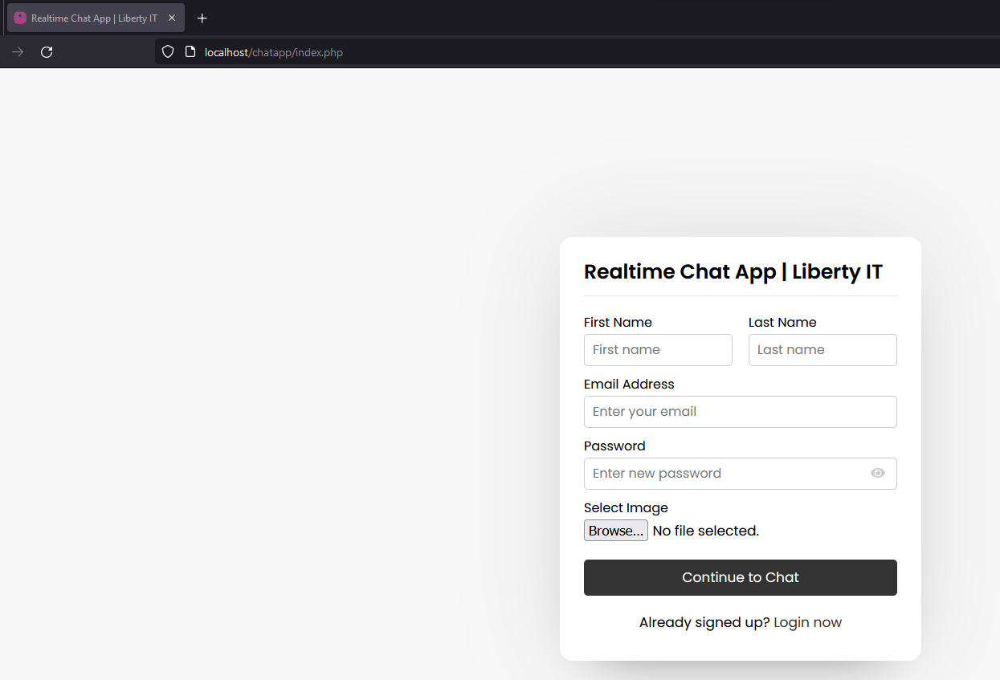 Realtime Chat App | Liberty IT
localhost/chatapp/index.php
Realtime Chat App | Liberty IT
First Name Last Name
First name Last name
Email Address
Enter your email
Password
Enter new password
Select Image
Browse... No file selected.
Continue to Chat
Already signed up? Login now